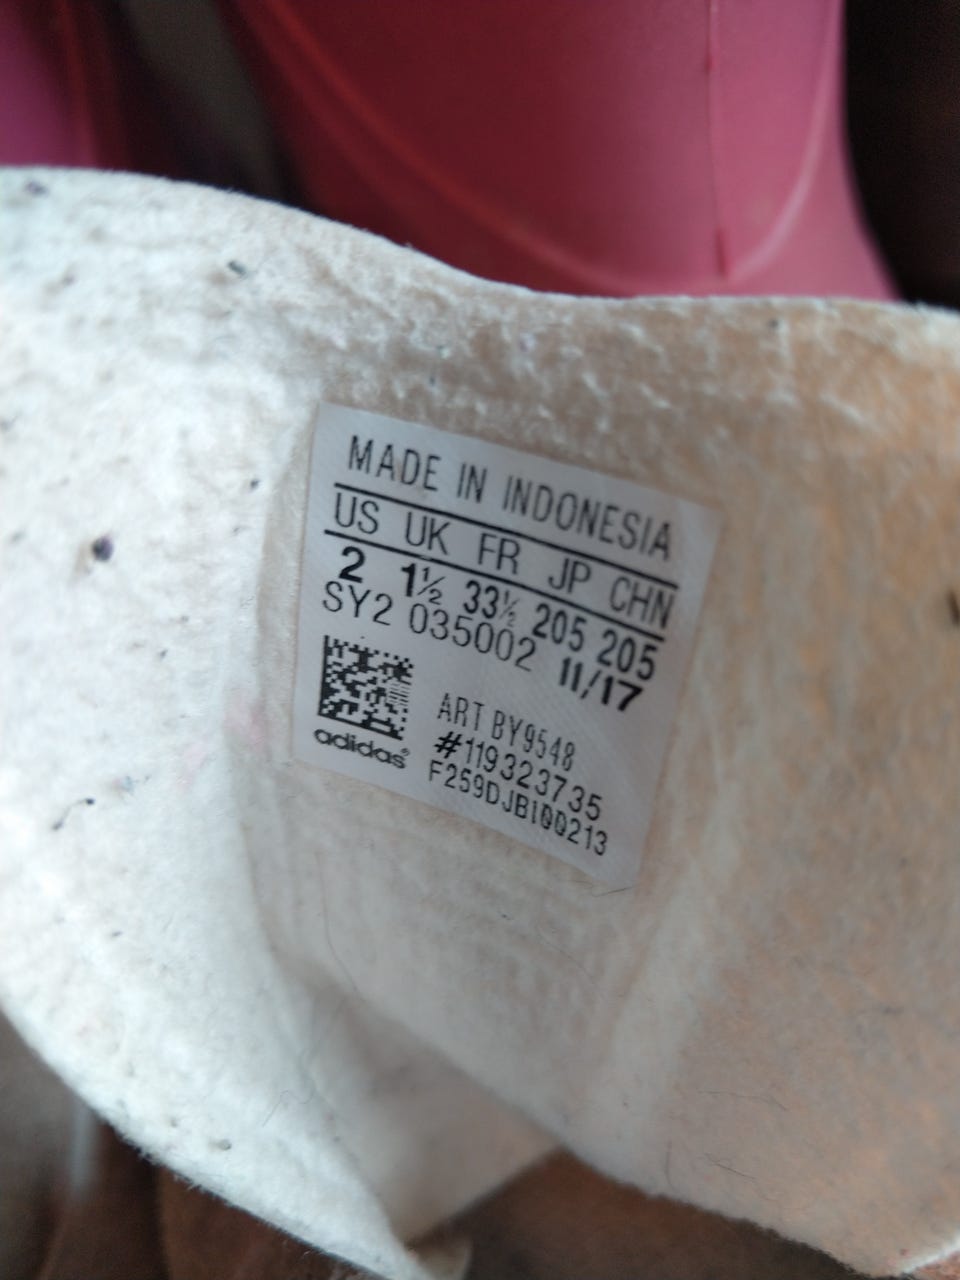 MADE IN INDONESIA
US UK FR JP CHN
2 1½ 33½ 205 205
SY2 035002 11/17
ART BY9548
#119323735
F259DJBI00213
adidas®